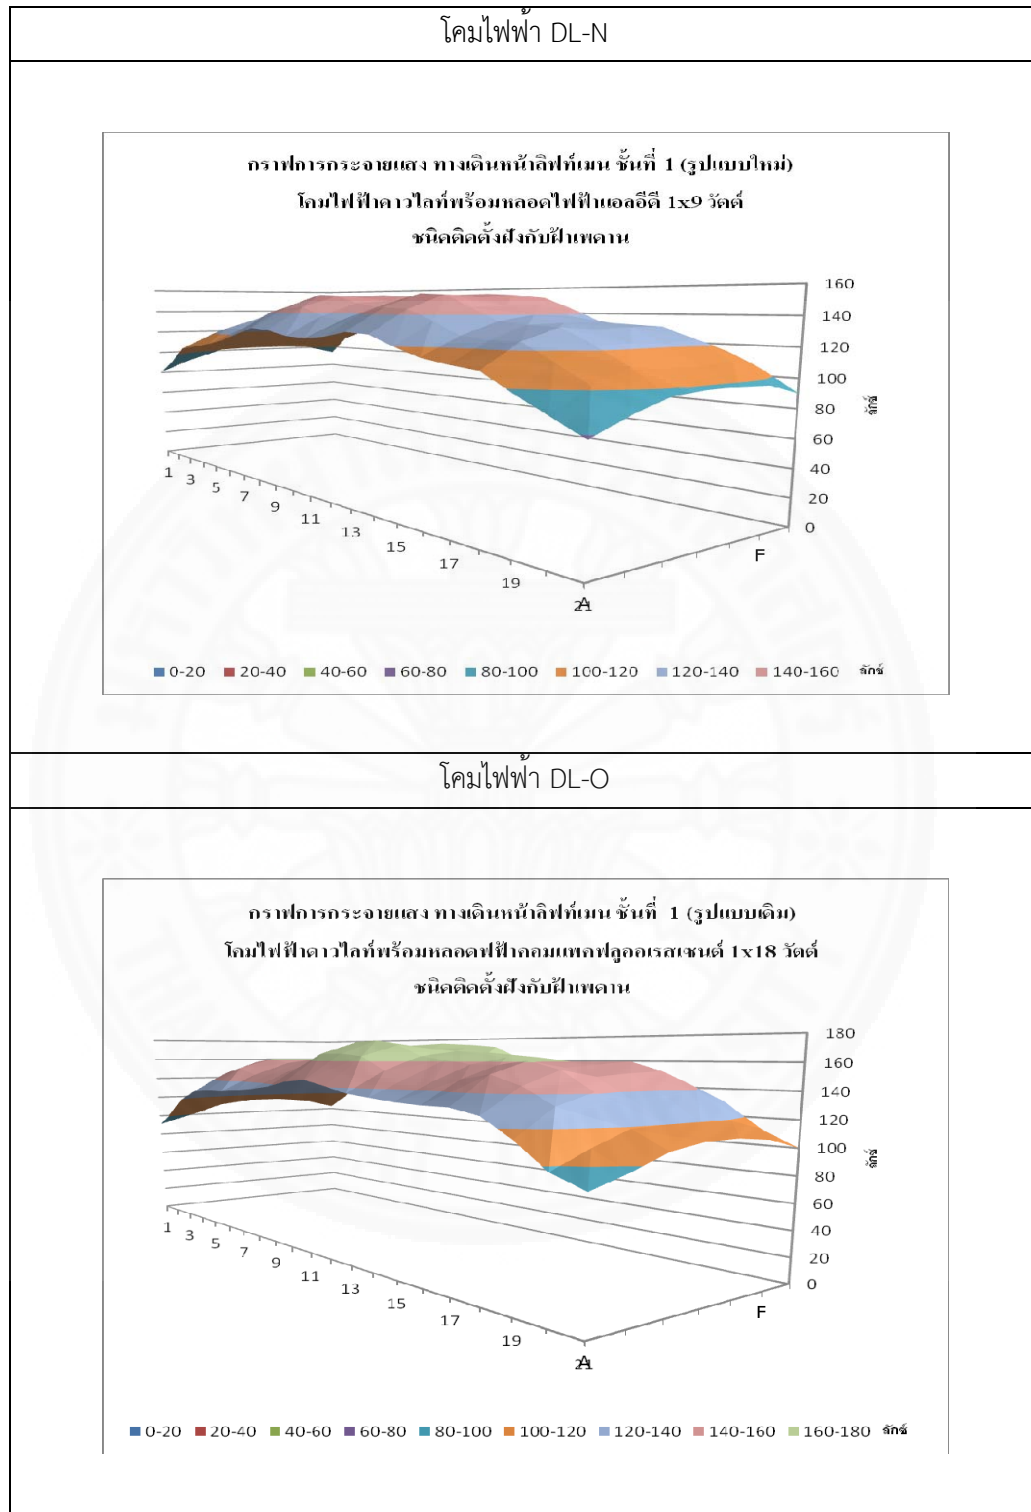 โคมไฟฟ้า DL-N
กราฟการกระจายแสง ทางเดินหน้าลิฟท์เมน ชั้นที่ 1 (รูปแบบใหม่)
โคมไฟฟ้าดาวไลท์พร้อมหลอดไฟฟ้าแอลอีดี 1x9 วัตต์
ชนิดติดตั้งฝังกับฝ้าเพดาน
160
140
120
100
80
60
40
20
0
ลักซ์
1
3
5
7
9
11
13
15
17
19
21
A
F
0-20 20-40 40-60 60-80 80-100 100-120 120-140 140-160 ลักซ์
โคมไฟฟ้า DL-O
กราฟการกระจายแสง ทางเดินหน้าลิฟท์เมน ชั้นที่ 1 (รูปแบบเดิม)
โคมไฟฟ้าดาวไลท์พร้อมหลอดฟฟ้าคอมแพคฟลูออเรสเซนต์ 1x18 วัตต์
ชนิดติดตั้งฝังกับฝ้าเพดาน
180
160
140
120
100
80
60
40
20
0
ลักซ์
1
3
5
7
9
11
13
15
17
19
21
A
F
0-20 20-40 40-60 60-80 80-100 100-120 120-140 140-160 160-180 ลักซ์